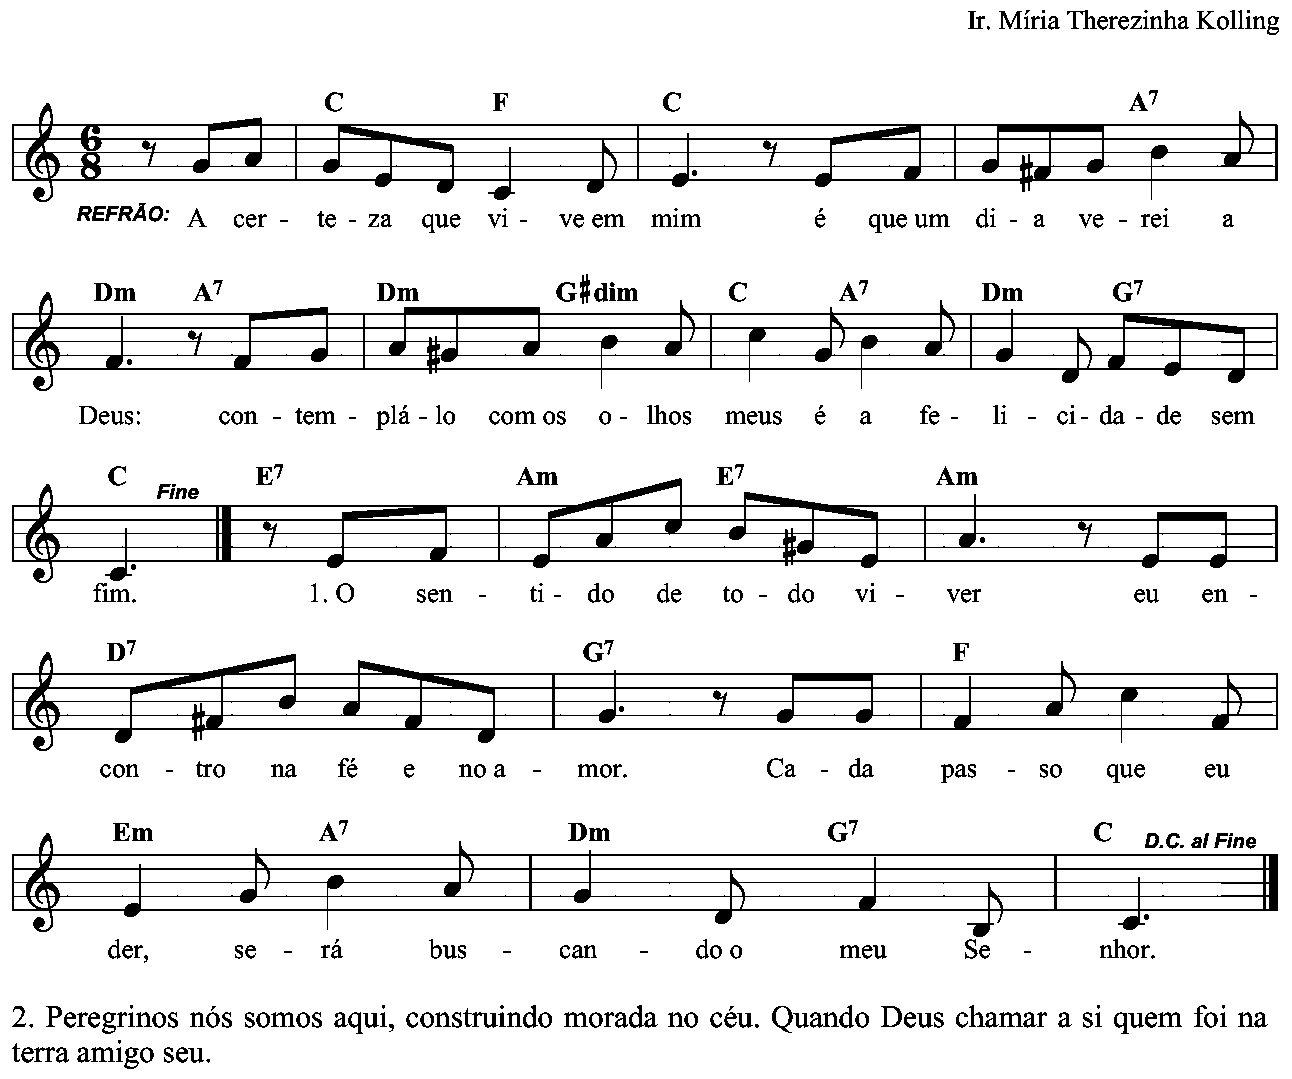 Ir. Míria Therezinha Kolling
C F C A7
6
8
REFRÃO: A cer- te- za que vi- ve em mim é que um di- a ve- rei a
Dm A7 Dm G#dim C A7 Dm G7
Deus: con- tem- plá- lo com os o- lhos meus é a fe- li- ci- da- de sem
C Fine E7 Am E7 Am
fim. 1. O sen- ti- do de to- do vi- ver eu en-
D7 G7 F
con- tro na fé e no a- mor. Ca- da pas- so que eu
Em A7 Dm G7 C D.C. al Fine
der, se- rá bus- can- do o meu Se- nhor.
2. Peregrinos nós somos aqui, construindo morada no céu. Quando Deus chamar a si quem foi na
terra amigo seu.